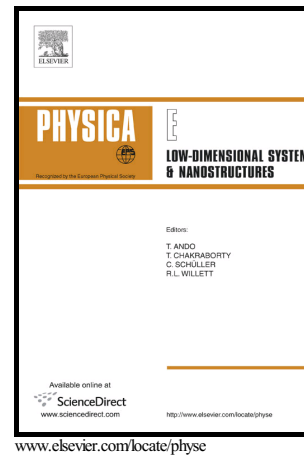 ELSEVIER
PHYSICA
EPS
Recognized by the European Physical Society
E
LOW-DIMENSIONAL SYSTEM
& NANOSTRUCTURES
Editors:
T. ANDO
T. CHAKRABORTY
C. SCHÜLLER
R.L. WILLETT
Available online at
ScienceDirect
www.sciencedirect.com
http://www.elsevier.com/locate/physe
www.elsevier.com/locate/physe